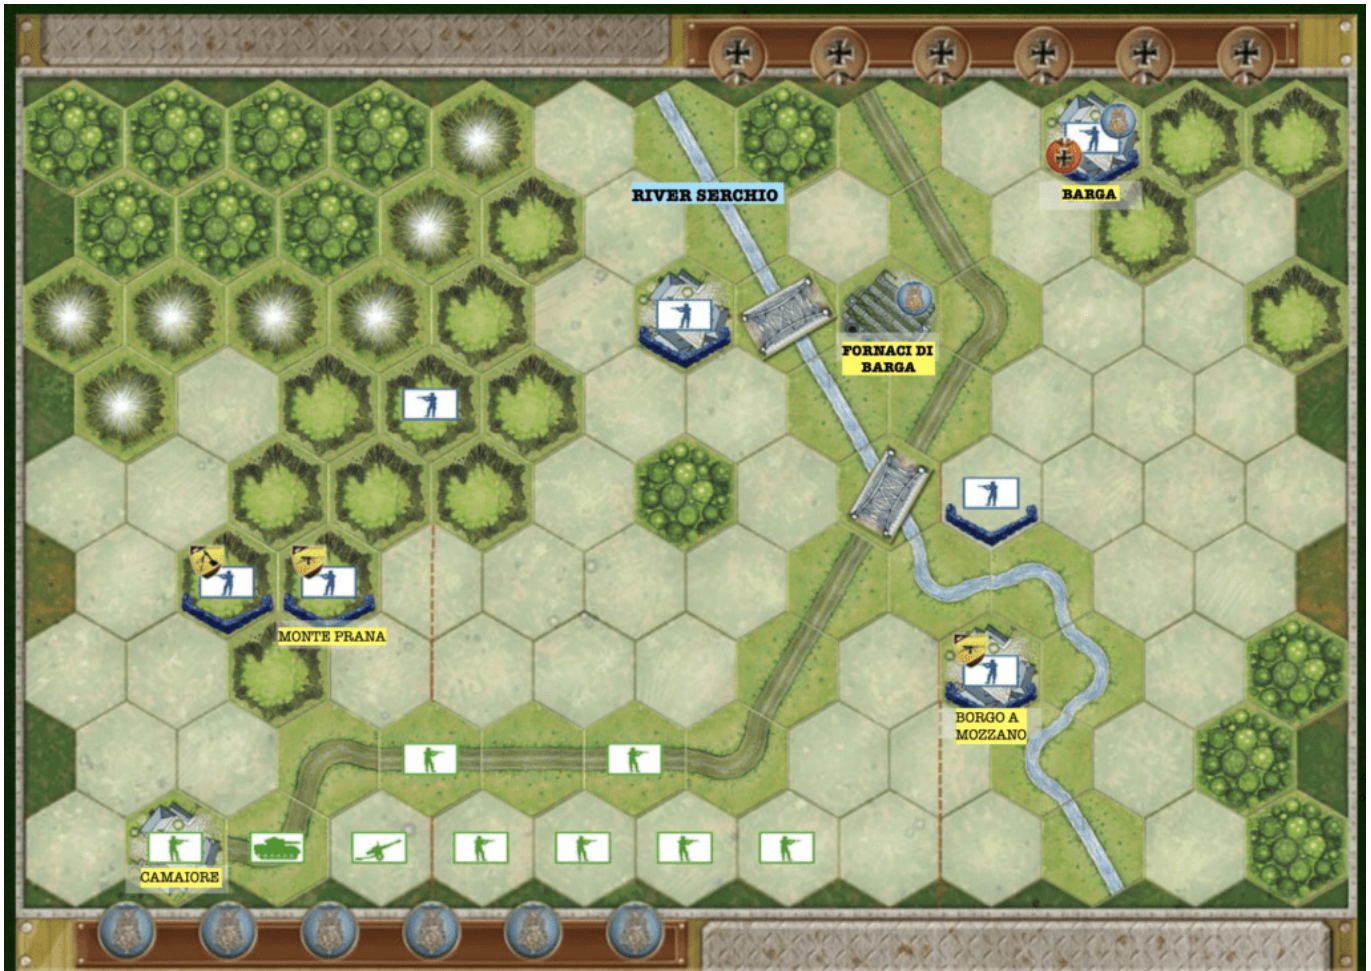 RIVER SERCHIO
BARGA
FORNACI DI
BARGA
MONTE PRANA
BORGO A
MOZZANO
CAMAIORE